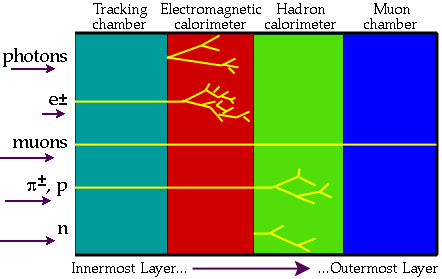 Tracking chamber
Electromagnetic calorimeter
Hadron calorimeter
Muon chamber
photons
e±
muons
π±, p
n
Innermost Layer...
...Outermost Layer